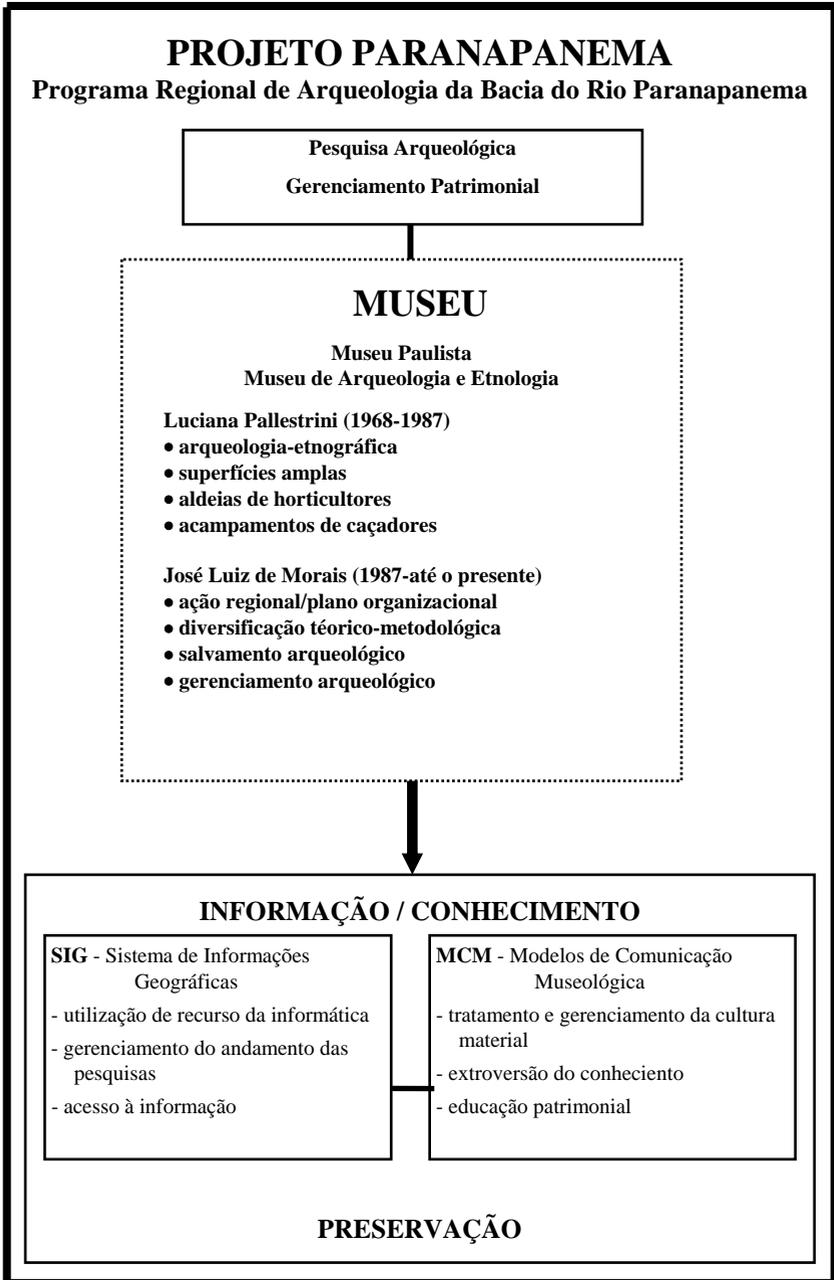 PROJETO PARANAPANEMA
Programa Regional de Arqueologia da Bacia do Rio Paranapanema
Pesquisa Arqueológica
Gerenciamento Patrimonial
MUSEU
Museu Paulista
Museu de Arqueologia e Etnologia
Luciana Pallestrini (1968-1987)
• arqueologia-etnográfica
• superfícies amplas
• aldeias de horticultores
• acampamentos de caçadores
José Luiz de Morais (1987-até o presente)
• ação regional/plano organizacional
• diversificação téorico-metodológica
• salvamento arqueológico
• gerenciamento arqueológico
INFORMAÇÃO / CONHECIMENTO
SIG - Sistema de Informações
Geográficas
- utilização de recurso da informática
- gerenciamento do andamento das
pesquisas
- acesso à informação
MCM - Modelos de Comunicação
Museológica
- tratamento e gerenciamento da cultura
material
- extroversão do conheciento
- educação patrimonial
PRESERVAÇÃO